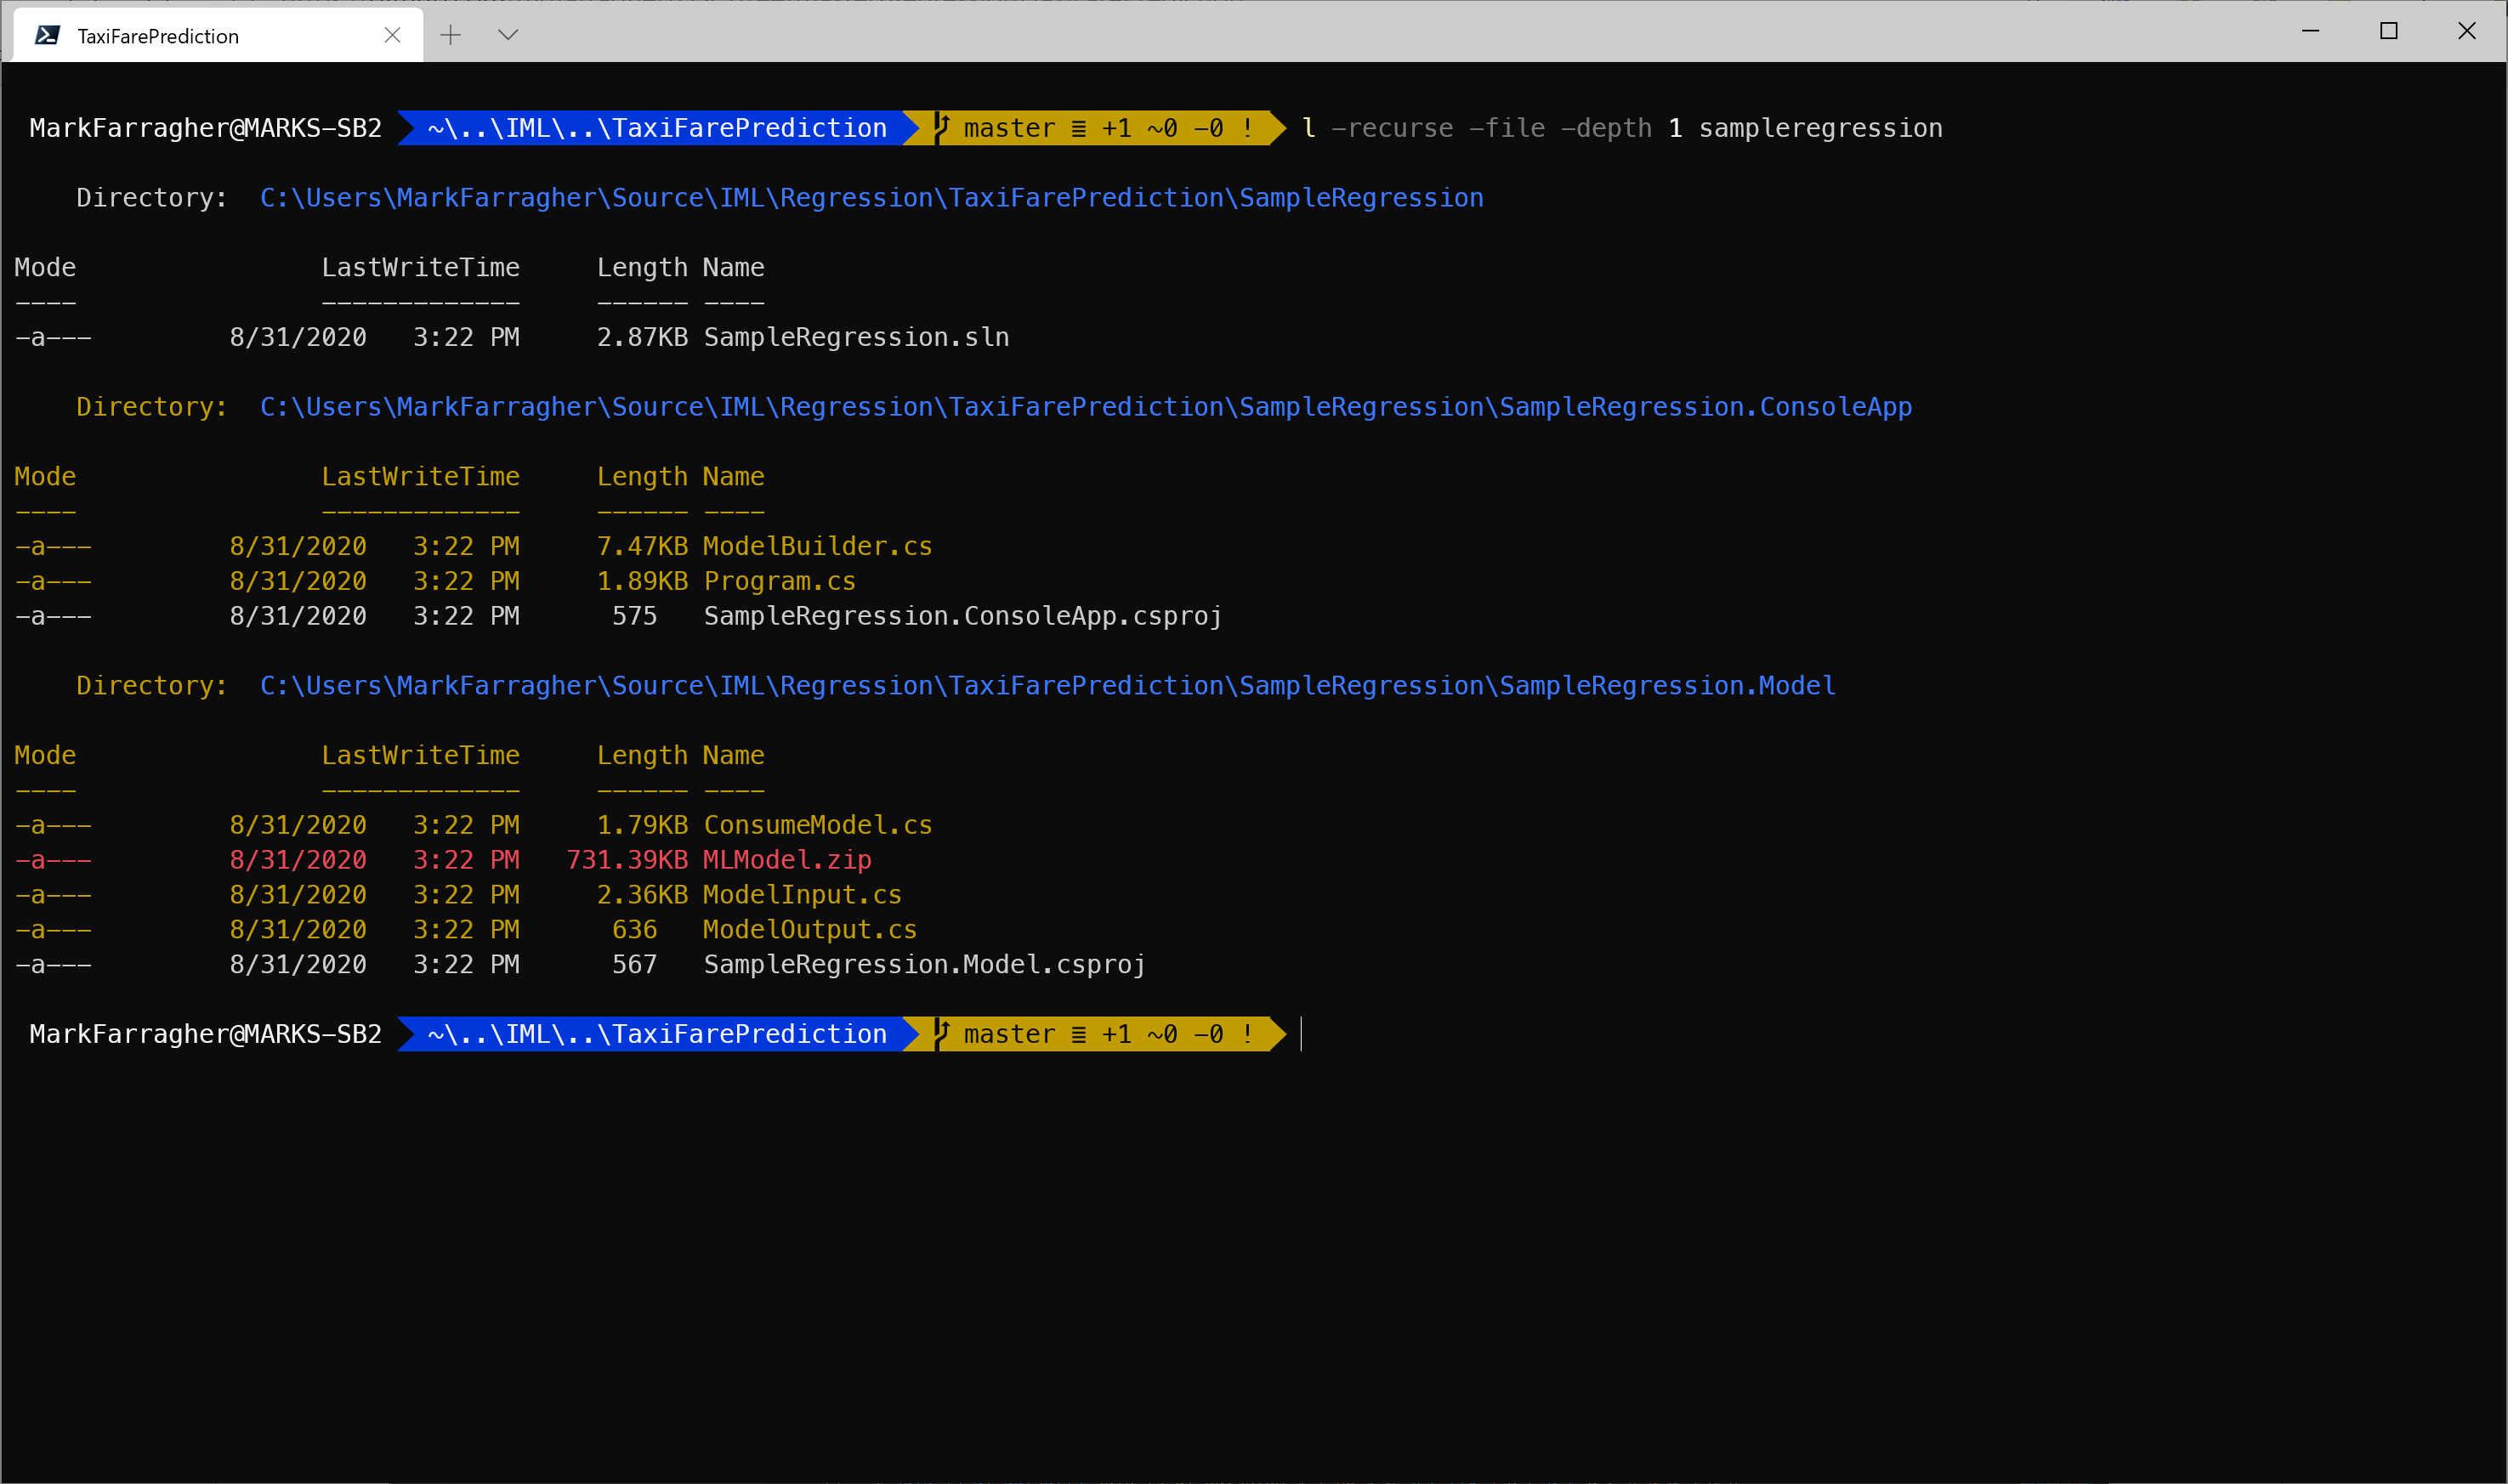 TaxiFarePrediction
MarkFarragher@MARKS-SB2 ~\..\IML\..\TaxiFarePrediction master ≣ +1 ~0 -0 ! l -recurse -file -depth 1 sampleregression
Directory: C:\Users\MarkFarragher\Source\IML\Regression\TaxiFarePrediction\SampleRegression
Mode LastWriteTime Length Name
---- ------------- ------ ----
-a--- 8/31/2020 3:22 PM 2.87KB SampleRegression.sln
Directory: C:\Users\MarkFarragher\Source\IML\Regression\TaxiFarePrediction\SampleRegression\SampleRegression.ConsoleApp
Mode LastWriteTime Length Name
---- ------------- ------ ----
-a--- 8/31/2020 3:22 PM 7.47KB ModelBuilder.cs
-a--- 8/31/2020 3:22 PM 1.89KB Program.cs
-a--- 8/31/2020 3:22 PM 575 SampleRegression.ConsoleApp.csproj
Directory: C:\Users\MarkFarragher\Source\IML\Regression\TaxiFarePrediction\SampleRegression\SampleRegression.Model
Mode LastWriteTime Length Name
---- ------------- ------ ----
-a--- 8/31/2020 3:22 PM 1.79KB ConsumeModel.cs
-a--- 8/31/2020 3:22 PM 731.39KB MLModel.zip
-a--- 8/31/2020 3:22 PM 2.36KB ModelInput.cs
-a--- 8/31/2020 3:22 PM 636 ModelOutput.cs
-a--- 8/31/2020 3:22 PM 567 SampleRegression.Model.csproj
MarkFarragher@MARKS-SB2 ~\..\IML\..\TaxiFarePrediction master ≣ +1 ~0 -0 !